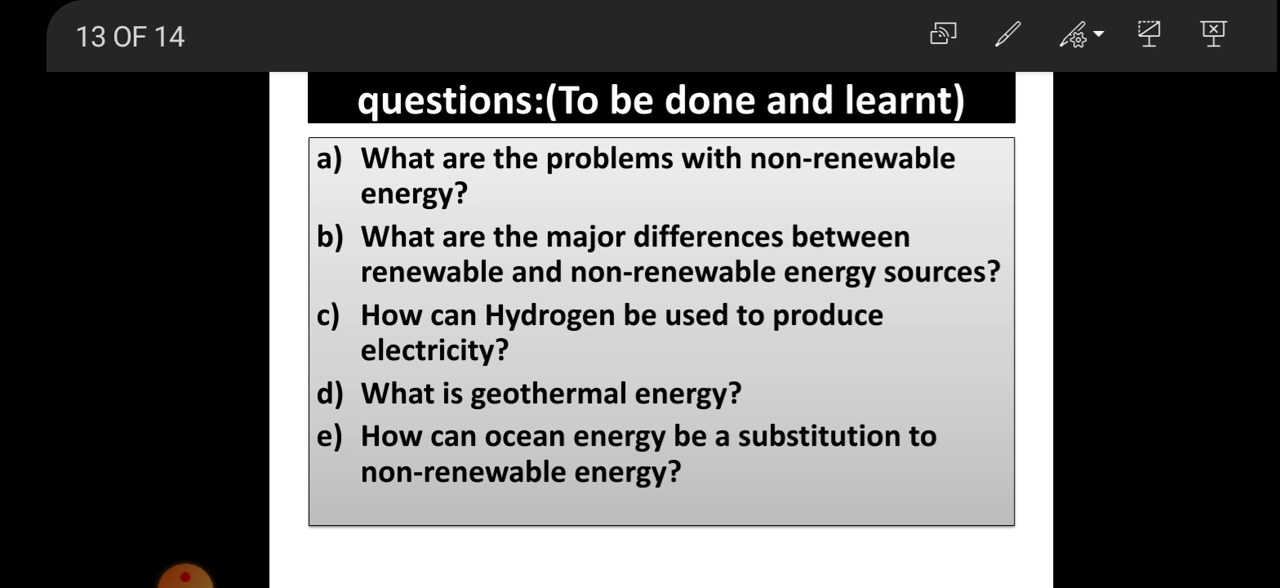 13 OF 14
questions:(To be done and learnt)
a) What are the problems with non-renewable
energy?
b) What are the major differences between
renewable and non-renewable energy sources?
c) How can Hydrogen be used to produce
electricity?
d) What is geothermal energy?
e) How can ocean energy be a substitution to
non-renewable energy?